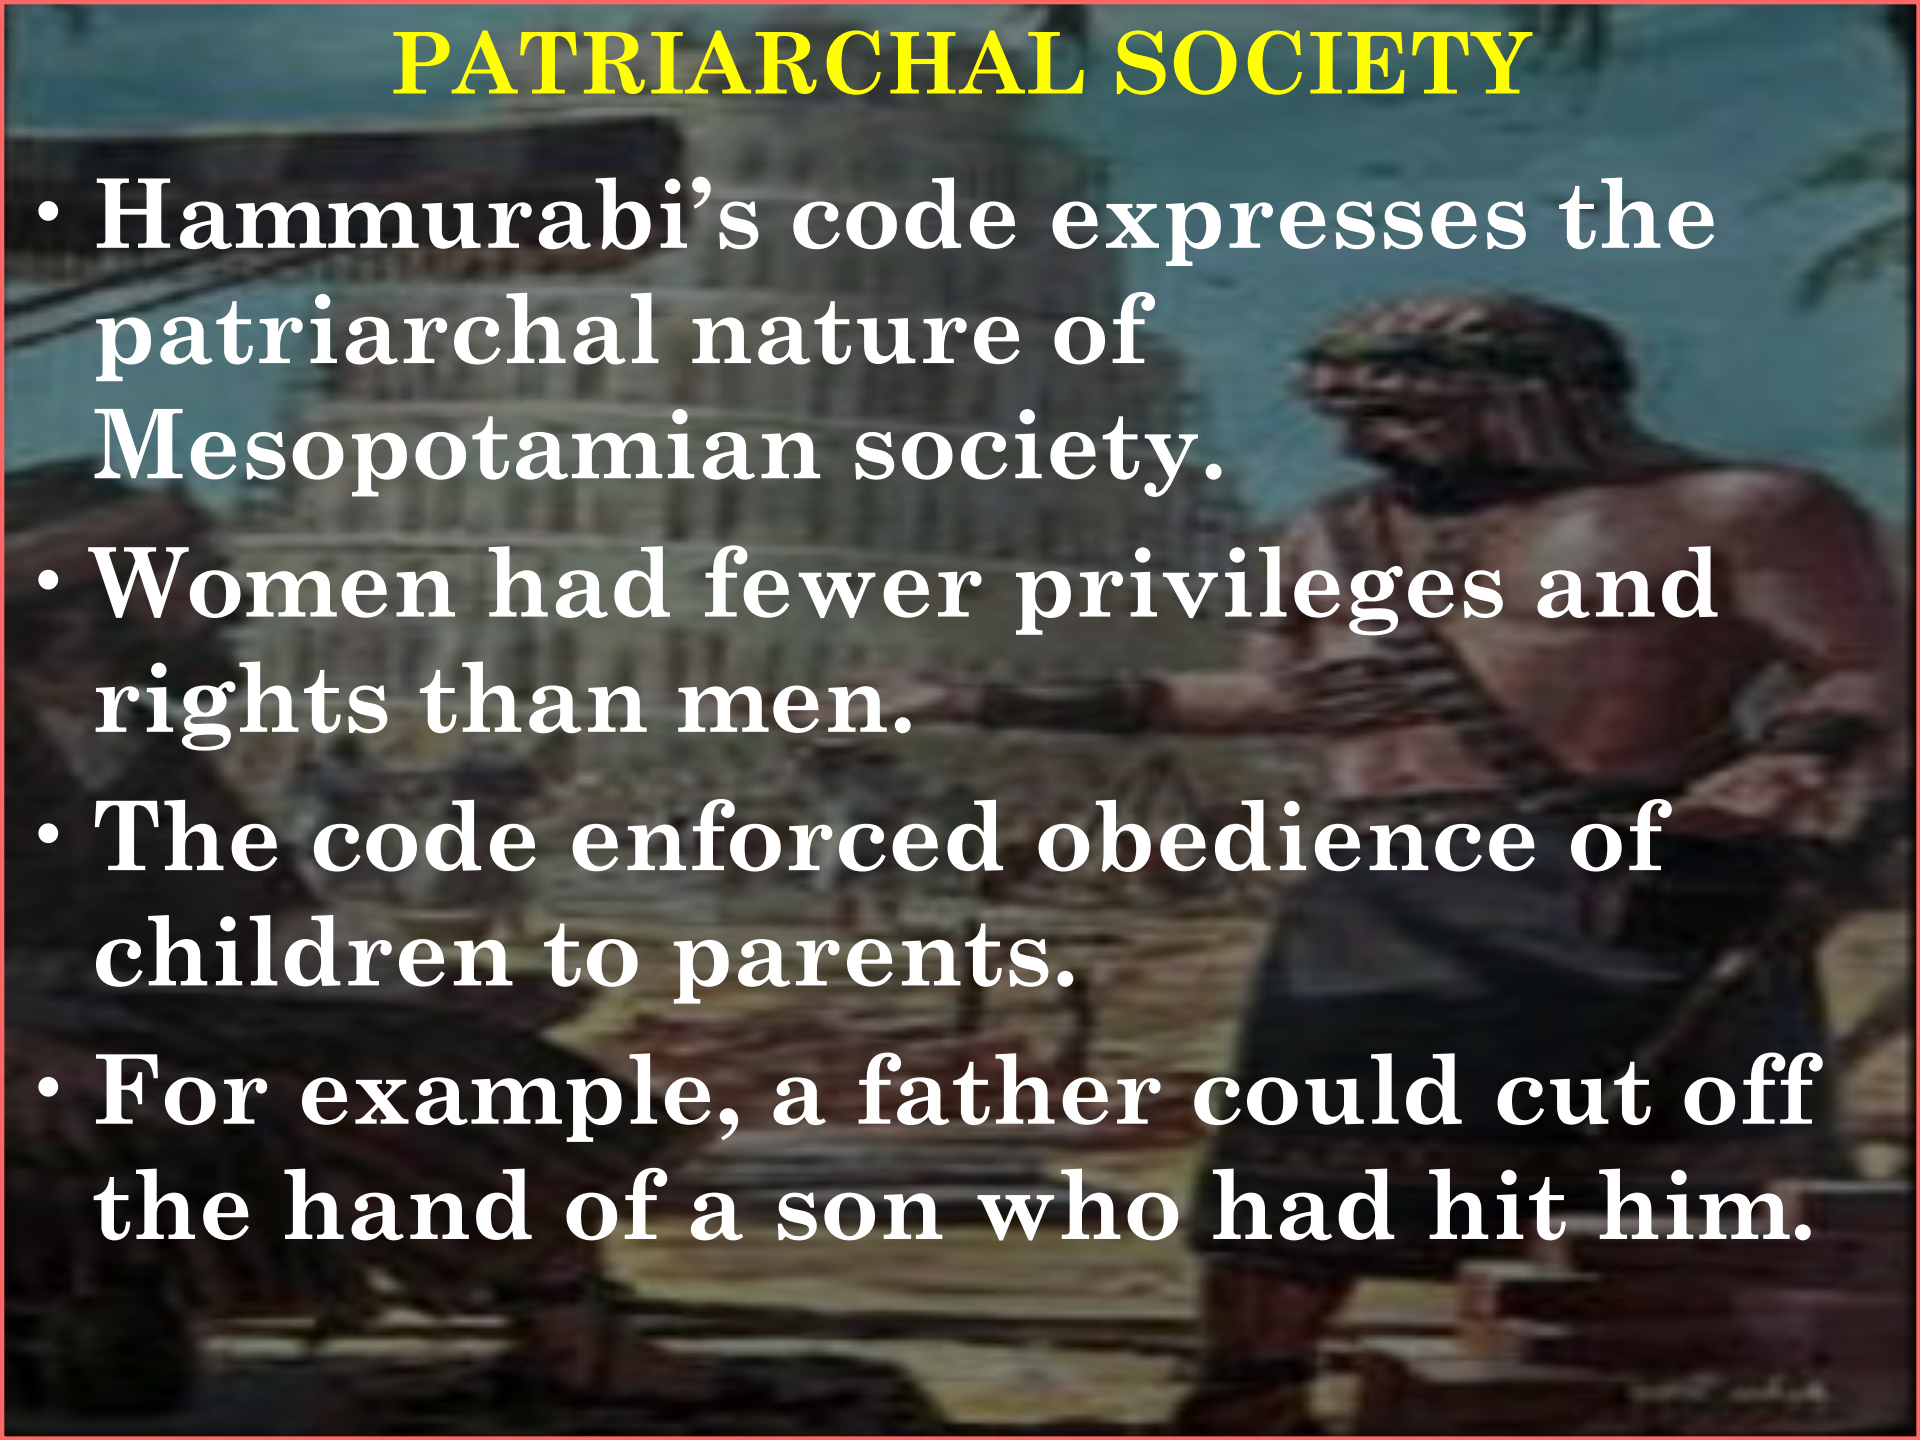 PATRIARCHAL SOCIETY
• Hammurabi’s code expresses the
patriarchal nature of
Mesopotamian society.
• Women had fewer privileges and
rights than men.
• The code enforced obedience of
children to parents.
• For example, a father could cut off
the hand of a son who had hit him.